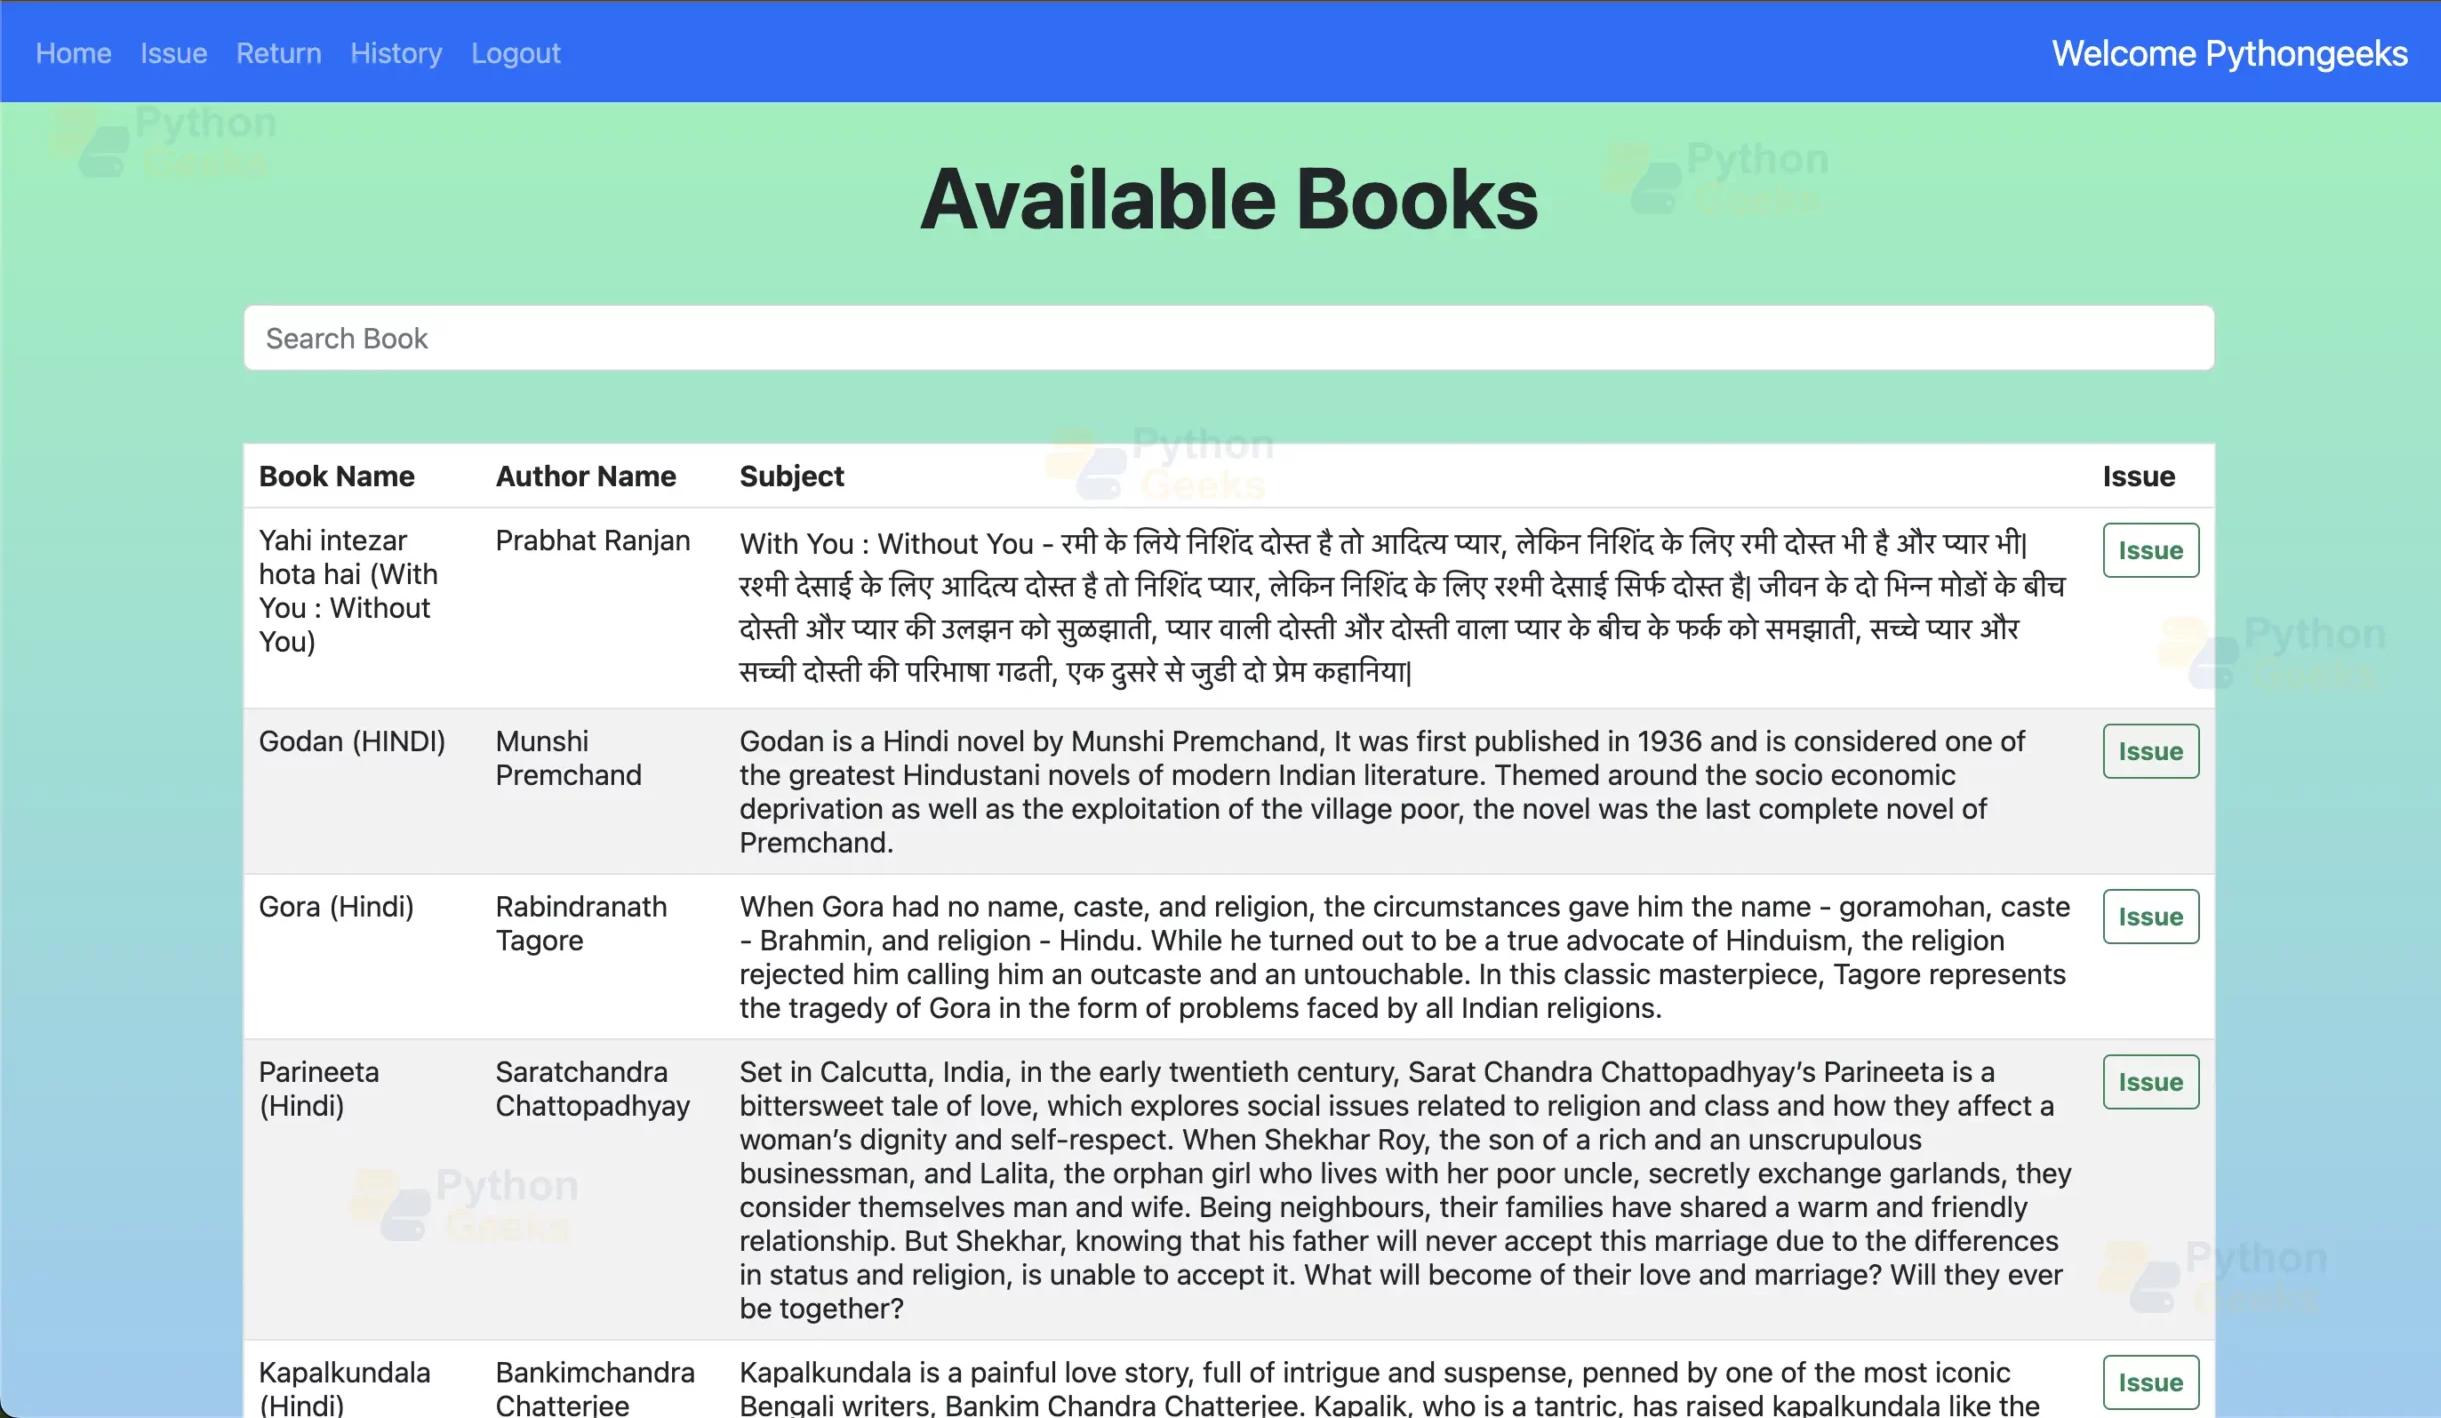 Home Issue Return History Logout Welcome Pythongeeks
Python
Geeks
Python
Geeks
Available Books
Search Book
Python
Geeks
Book Name Author Name Subject Issue
Yahi intezar
hota hai (With
You : Without
You)
Prabhat Ranjan
With You : Without You - रमी के लिये निशिंद दोस्त है तो आदित्य प्यार, लेकिन निशिंद के लिए रमी दोस्त भी है और प्यार भी|
रश्मी देसाई के लिए आदित्य दोस्त है तो निशिंद प्यार, लेकिन निशिंद के लिए रश्मी देसाई सिर्फ दोस्त है| जीवन के दो भिन्न मोडों के बीच
दोस्ती और प्यार की उलझन को सुळझाती, प्यार वाली दोस्ती और दोस्ती वाला प्यार के बीच के फर्क को समझाती, सच्चे प्यार और
सच्ची दोस्ती की परिभाषा गढती, एक दुसरे से जुडी दो प्रेम कहानिया|
Issue
Python
Geeks
Godan (HINDI)
Munshi
Premchand
Godan is a Hindi novel by Munshi Premchand, It was first published in 1936 and is considered one of
the greatest Hindustani novels of modern Indian literature. Themed around the socio economic
deprivation as well as the exploitation of the village poor, the novel was the last complete novel of
Premchand.
Issue
Gora (Hindi)
Rabindranath
Tagore
When Gora had no name, caste, and religion, the circumstances gave him the name - goramohan, caste
- Brahmin, and religion - Hindu. While he turned out to be a true advocate of Hinduism, the religion
rejected him calling him an outcaste and an untouchable. In this classic masterpiece, Tagore represents
the tragedy of Gora in the form of problems faced by all Indian religions.
Issue
Parineeta
(Hindi)
Saratchandra
Chattopadhyay
Set in Calcutta, India, in the early twentieth century, Sarat Chandra Chattopadhyay’s Parineeta is a
bittersweet tale of love, which explores social issues related to religion and class and how they affect a
woman’s dignity and self-respect. When Shekhar Roy, the son of a rich and an unscrupulous
businessman, and Lalita, the orphan girl who lives with her poor uncle, secretly exchange garlands, they
consider themselves man and wife. Being neighbours, their families have shared a warm and friendly
relationship. But Shekhar, knowing that his father will never accept this marriage due to the differences
in status and religion, is unable to accept it. What will become of their love and marriage? Will they ever
be together?
Issue
Python
Geeks
Python
Geeks
Kapalkundala
(Hindi)
Bankimchandra
Chatterjee
Kapalkundala is a painful love story, full of intrigue and suspense, penned by one of the most iconic
Bengali writers, Bankim Chandra Chatterjee. Kapalik, who is a tantric, has raised kapalkundala like the
Issue